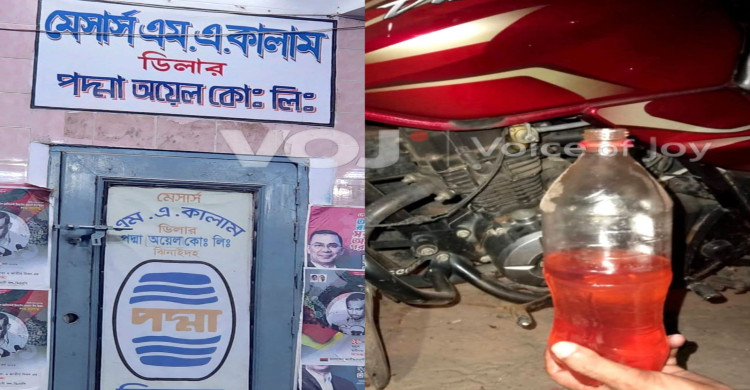 মেসার্স এম.এ.কালাম
ডিলার
পদ্মা অয়েল কোঃ লিঃ
মেসার্স
এম.এ.কালাম
ডিলার
পদ্মা অয়েল কোঃ লিঃ
ঝিনাইদহ
পদ্মা
VOJ
Voice of Joy